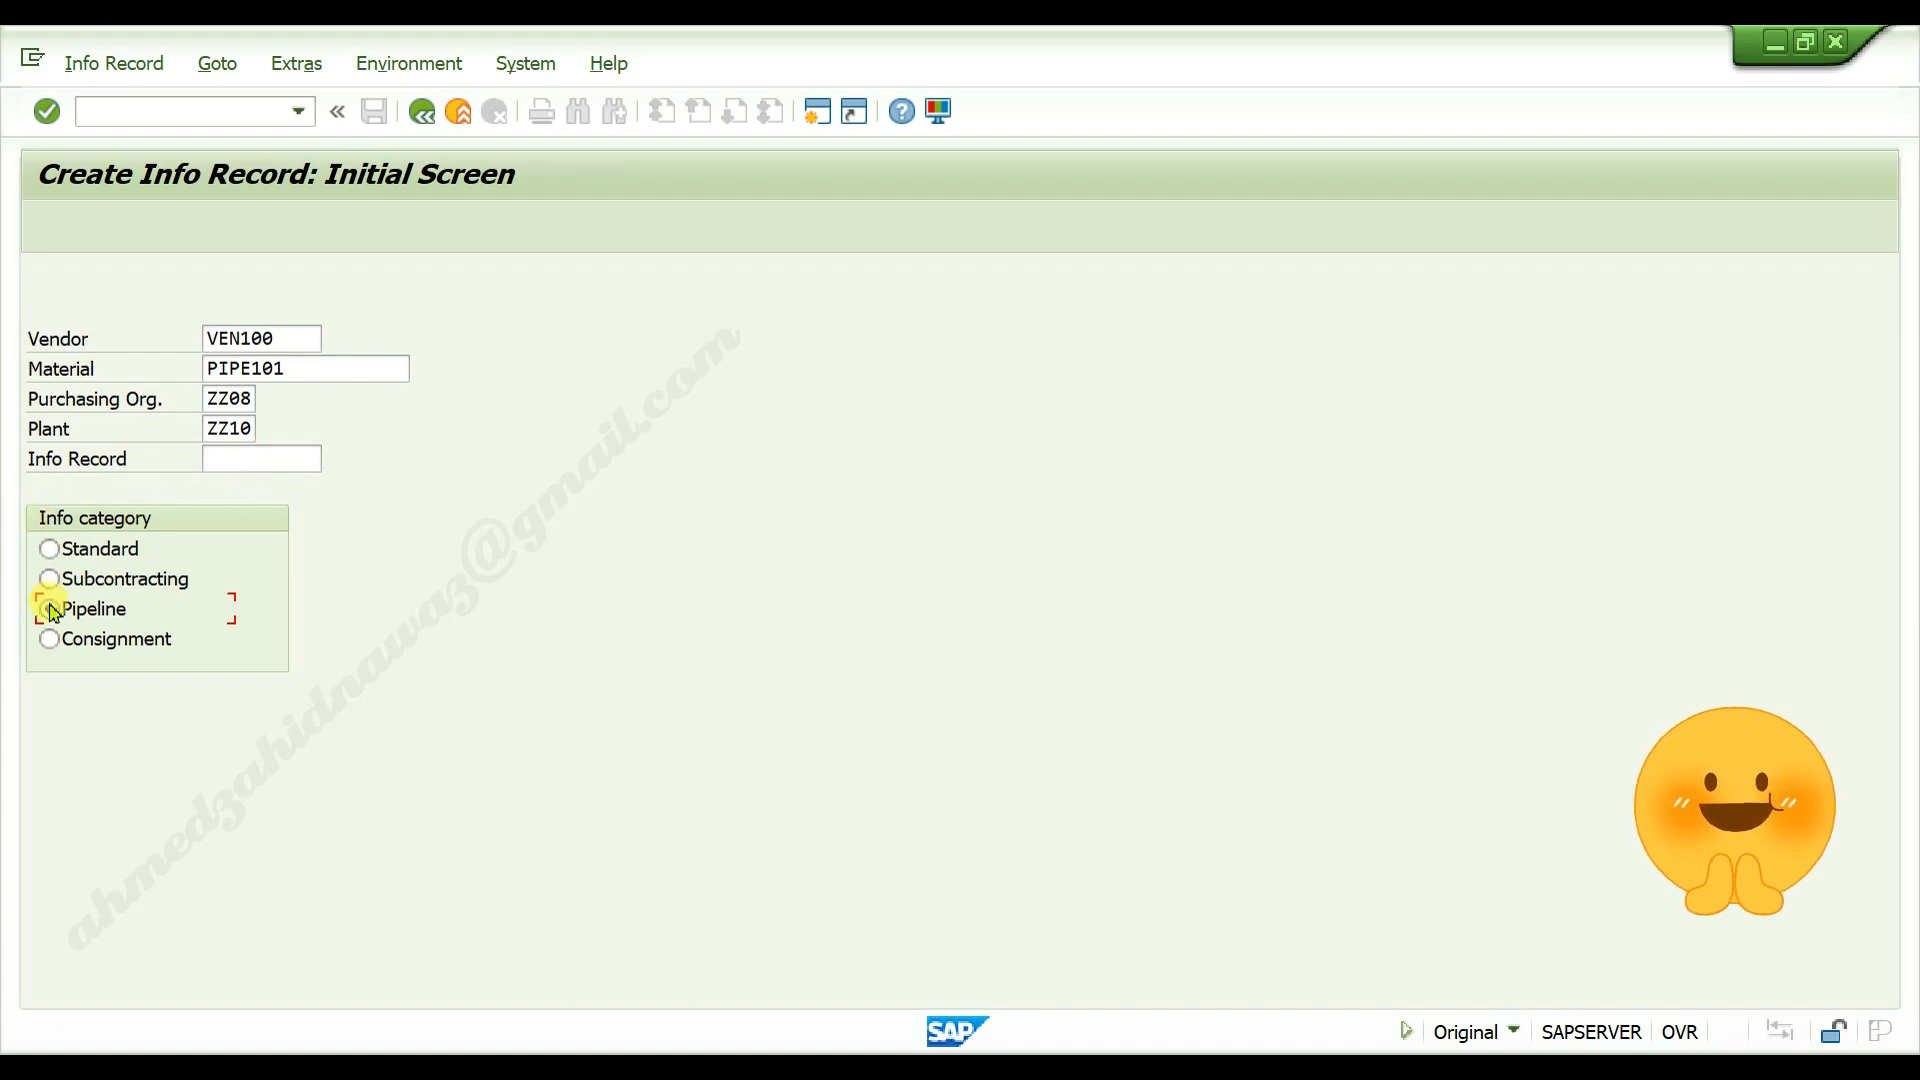 Info Record Goto Extras Environment System Help
Create Info Record: Initial Screen
Vendor VEN100
Material PIPE101
Purchasing Org. ZZ08
Plant ZZ10
Info Record
Info category
Standard
Subcontracting
Pipeline
Consignment
ahmedzahidnawaz@gmail.com
SAP
Original SAPSERVER OVR